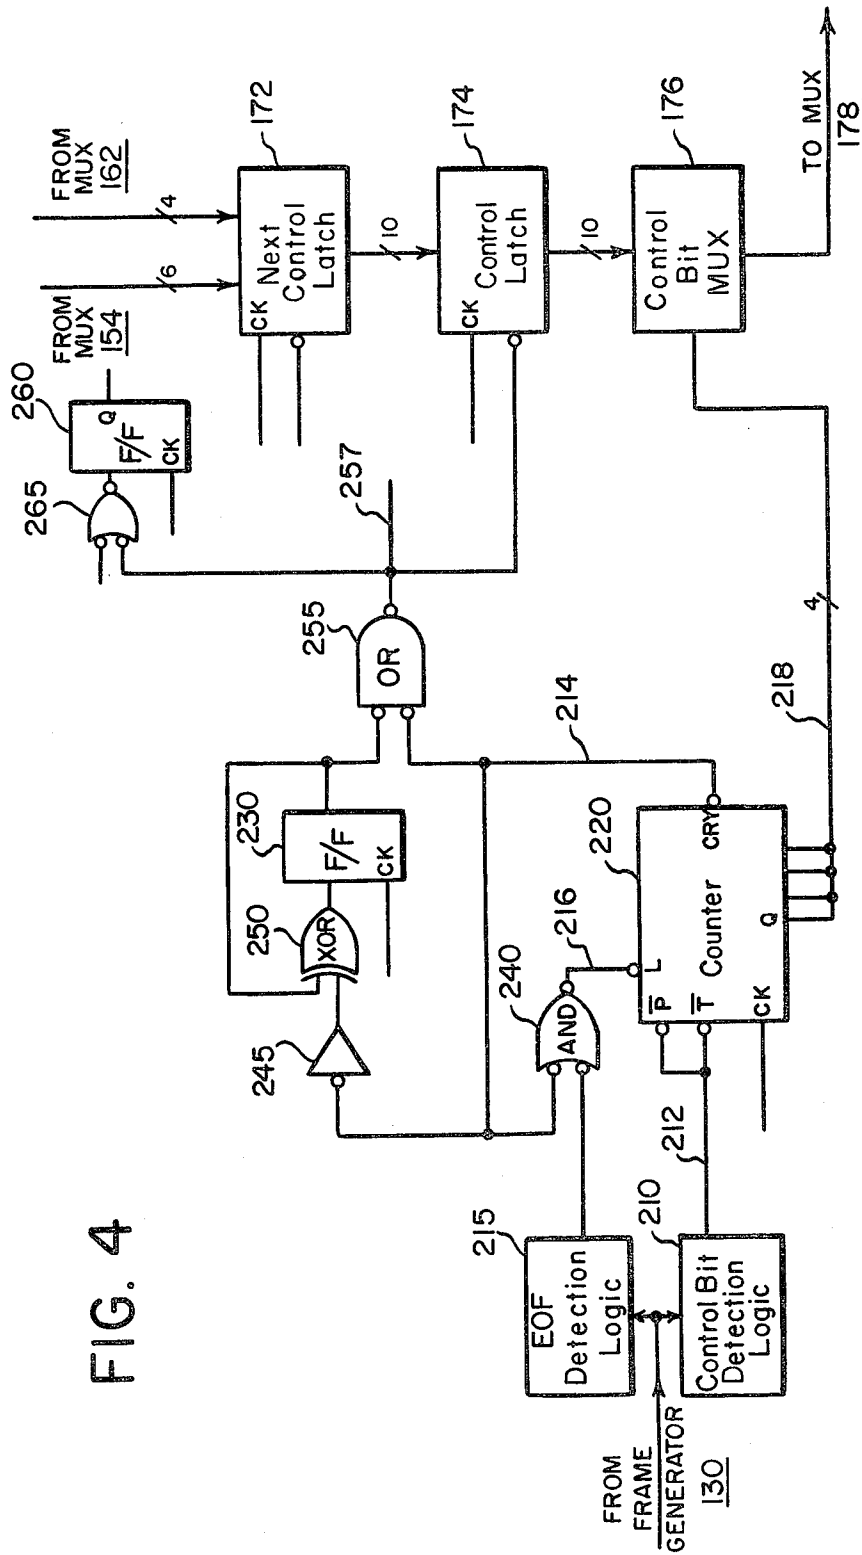 FIG. 4
FROM
FRAME
GENERATOR
130
EOF
Detection
Logic
215
Control Bit
Detection
Logic
210
212
245
250
XOR
230
F/F
CK
240
AND
216
220
P
T
L
Counter
CK
Q
CRY
214
218
4
255
OR
257
265
260
F/F
Q
CK
FROM
MUX
154
6
FROM
MUX
162
4
CK
Next
Control
Latch
172
10
CK
Control
Latch
174
10
Control
Bit
MUX
176
TO MUX
178